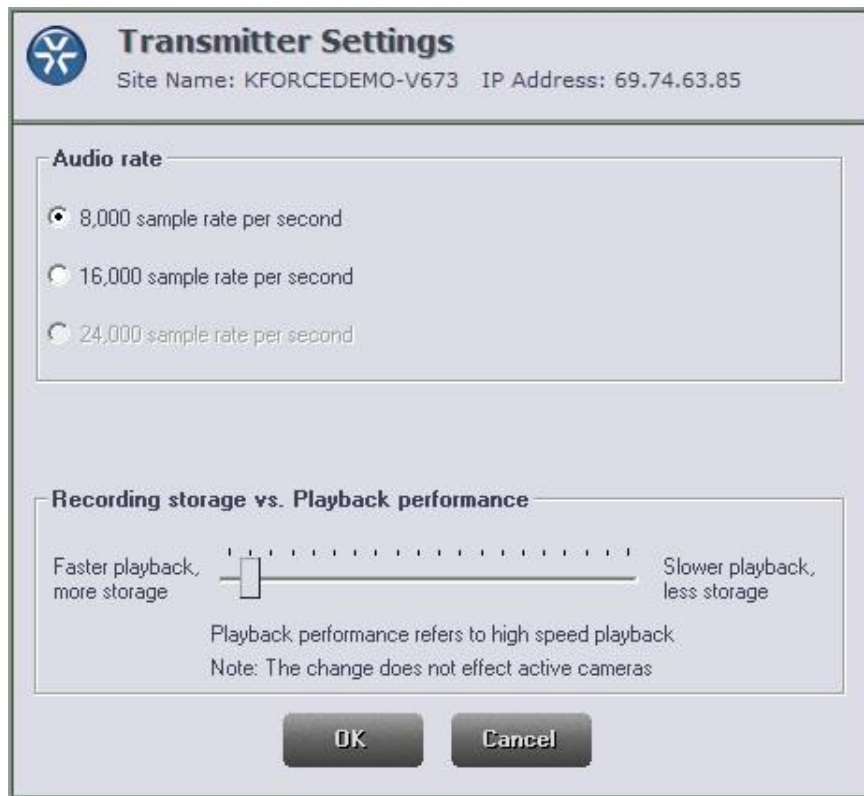 Transmitter Settings
Site Name: KFORCEDEMO-V673 IP Address: 69.74.63.85
Audio rate
8,000 sample rate per second
16,000 sample rate per second
24,000 sample rate per second
Recording storage vs. Playback performance
Faster playback,
more storage
Slower playback,
less storage
Playback performance refers to high speed playback
Note: The change does not effect active cameras
OK
Cancel